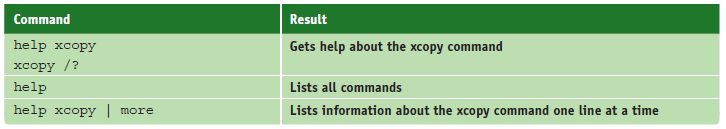 Command Result
help xcopy Gets help about the xcopy command
xcopy /?
help Lists all commands
help xcopy | more Lists information about the xcopy command one line at a time